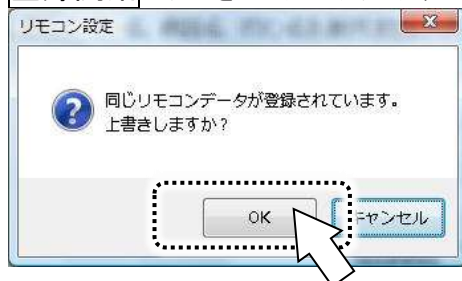 リモコン設定
同じリモコンデータが登録されています。
上書きしますか？
OK
キャンセル